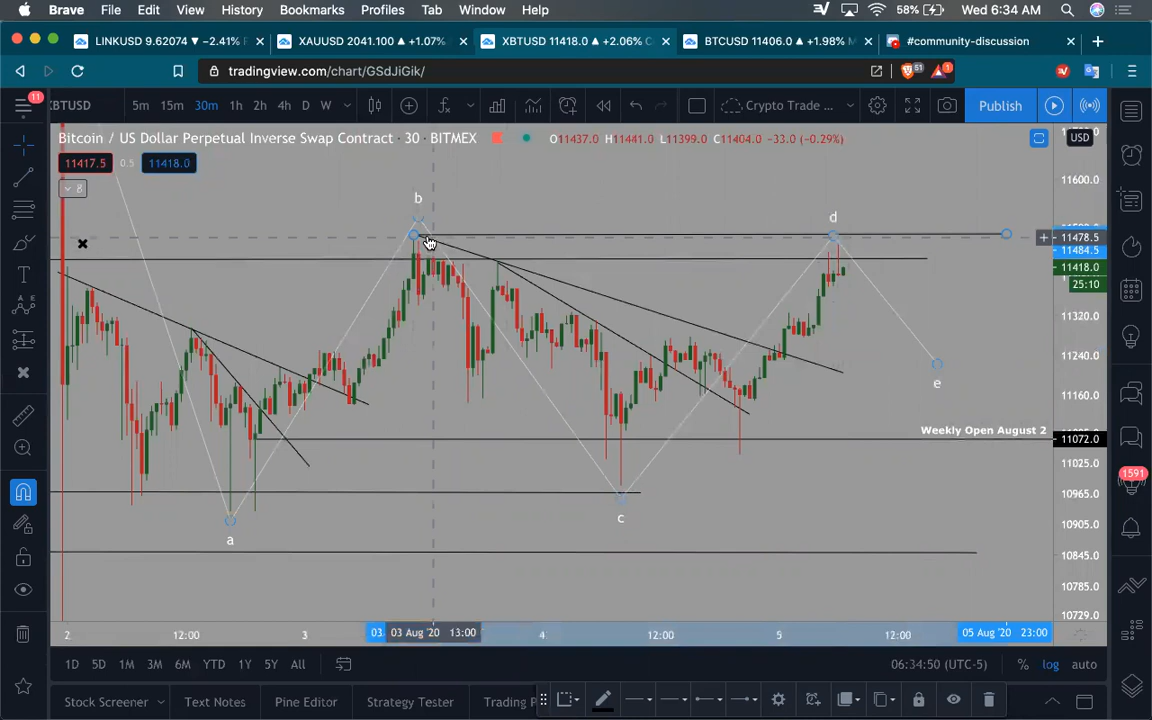 Brave File Edit View History Bookmarks Profiles Tab Window Help 58% Wed 6:34 AM
LINKUSD 9.62074 ▼ −2.41% XAUUSD 2041.100 ▲ +1.07% XBTUSD 11418.0 ▲ +2.06% C BTCUSD 11406.0 ▲ +1.98% M #community-discussion
tradingview.com/chart/GSdJiGik/ 51 1
11 XBTUSD 5m 15m 30m 1h 2h 4h D W Crypto Trade ... Publish
Bitcoin / US Dollar Perpetual Inverse Swap Contract · 30 · BITMEX O11437.0 H11441.0 L11399.0 C11404.0 −33.0 (−0.29%) USD
11417.5 0.5 11418.0
8
11600.0
b
d
11478.5
11484.5
11418.0
25:10
11320.0
11240.0
e
11160.0
Weekly Open August 2
11072.0
11025.0
1591
10965.0
c
10905.0
a
10845.0
10785.0
10729.0
2 12:00 3 03. 03 Aug '20 13:00 4 12:00 5 12:00 05 Aug '20 23:00
1D 5D 1M 3M 6M YTD 1Y 5Y All 06:34:50 (UTC-5) % log auto
Stock Screener Text Notes Pine Editor Strategy Tester Trading P